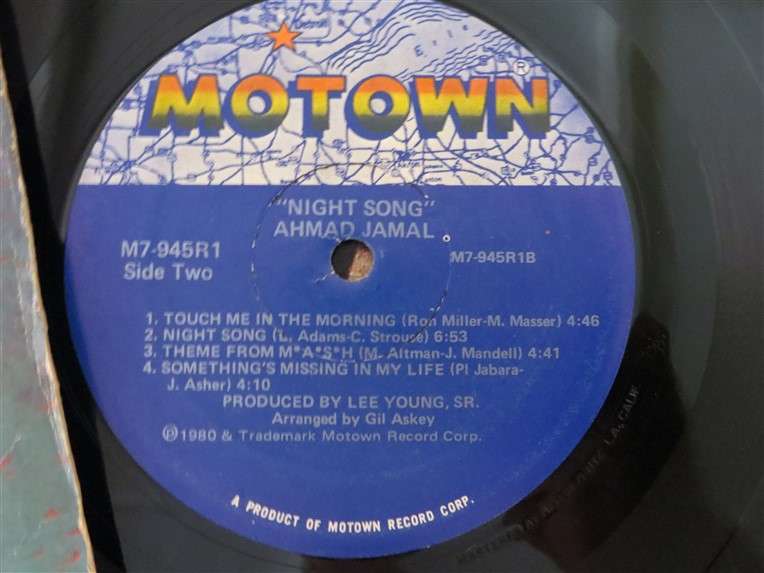 Detroit
Erie
MOTOWN®
"NIGHT SONG"
AHMAD JAMAL
M7-945R1
Side Two
M7-945R1B
1. TOUCH ME IN THE MORNING (Ron Miller-M. Masser) 4:46
2. NIGHT SONG (L. Adams-C. Strouse) 6:53
3. THEME FROM M*A*S*H (M. Altman-J. Mandell) 4:41
4. SOMETHING'S MISSING IN MY LIFE (Pl Jabara-
J. Asher) 4:10
PRODUCED BY LEE YOUNG, SR.
Arranged by Gil Askey
℗1980 & Trademark Motown Record Corp.
A PRODUCT OF MOTOWN RECORD CORP.